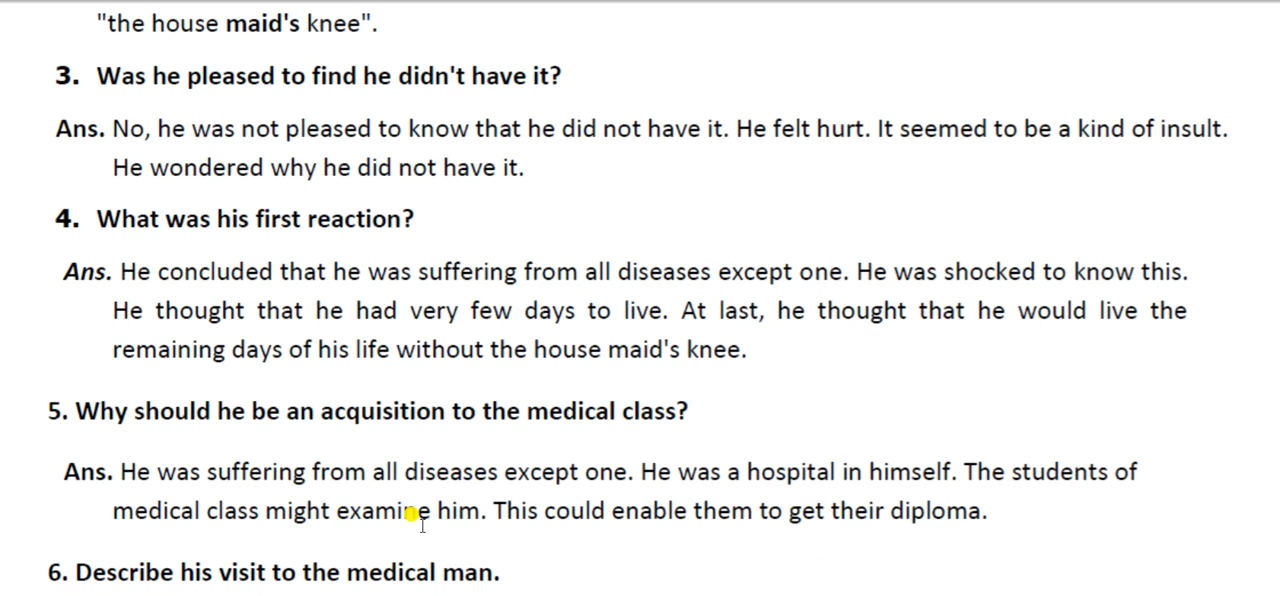 "the house maid's knee".
3. Was he pleased to find he didn't have it?
Ans. No, he was not pleased to know that he did not have it. He felt hurt. It seemed to be a kind of insult.
He wondered why he did not have it.
4. What was his first reaction?
Ans. He concluded that he was suffering from all diseases except one. He was shocked to know this.
He thought that he had very few days to live. At last, he thought that he would live the
remaining days of his life without the house maid's knee.
5. Why should he be an acquisition to the medical class?
Ans. He was suffering from all diseases except one. He was a hospital in himself. The students of
medical class might examine him. This could enable them to get their diploma.
6. Describe his visit to the medical man.